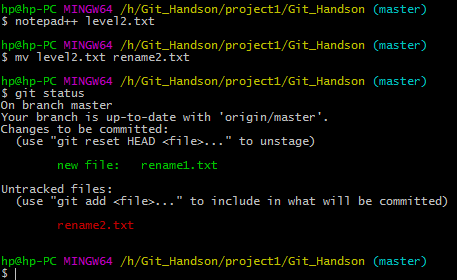 hp@hp-PC MINGW64 /h/Git_Handson/project1/Git_Handson (master)
$ notepad++ level2.txt
hp@hp-PC MINGW64 /h/Git_Handson/project1/Git_Handson (master)
$ mv level2.txt rename2.txt
hp@hp-PC MINGW64 /h/Git_Handson/project1/Git_Handson (master)
$ git status
On branch master
Your branch is up-to-date with 'origin/master'.
Changes to be committed:
  (use "git reset HEAD <file>..." to unstage)
        new file:   rename1.txt
Untracked files:
  (use "git add <file>..." to include in what will be committed)
        rename2.txt
hp@hp-PC MINGW64 /h/Git_Handson/project1/Git_Handson (master)
$